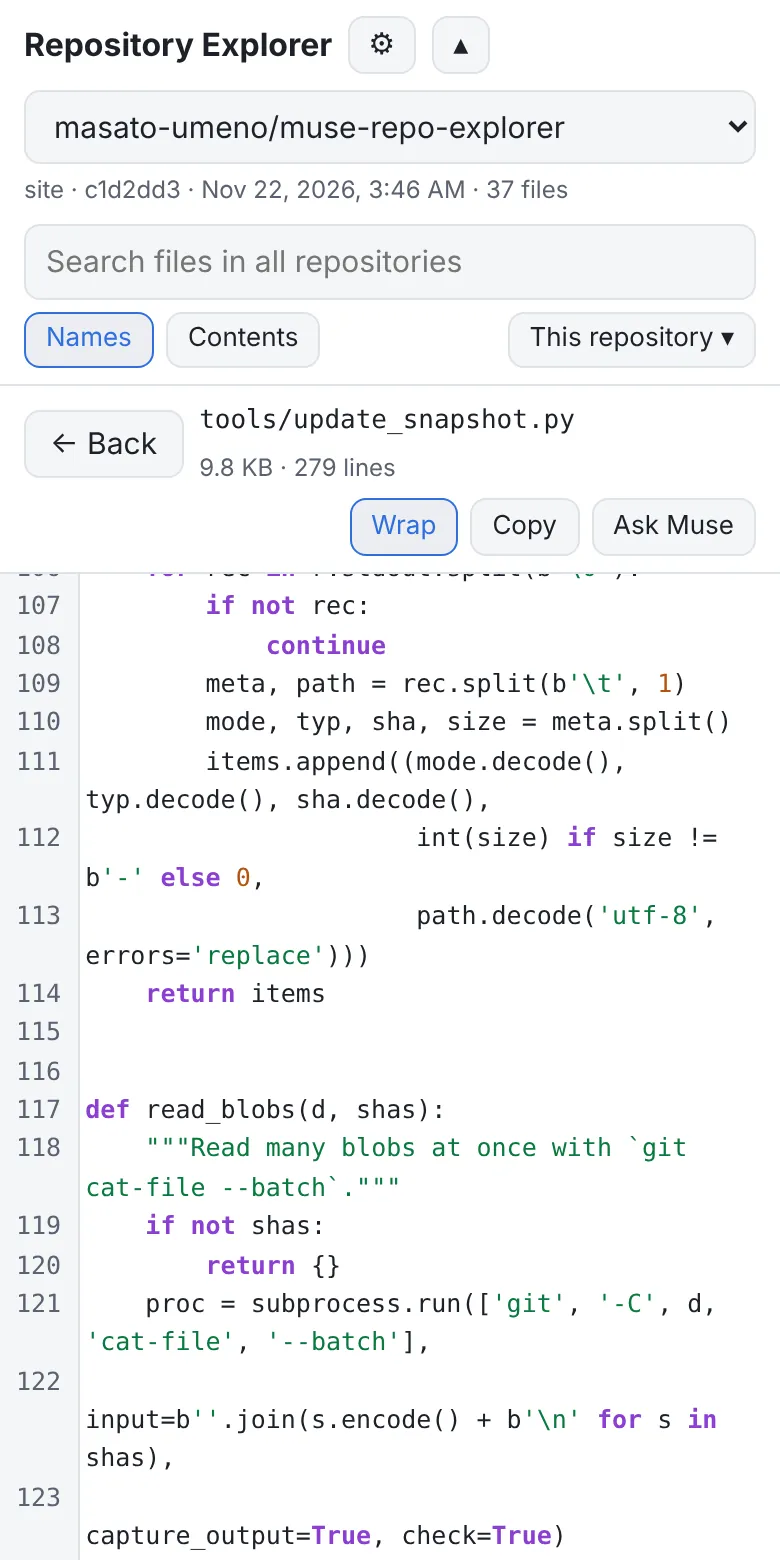 Repository Explorer ⚙ ▲
masato-umeno/muse-repo-explorer
site · c1d2dd3 · Nov 22, 2026, 3:46 AM · 37 files
Search files in all repositories
Names Contents This repository ▾
← Back
tools/update_snapshot.py
9.8 KB · 279 lines
Wrap Copy Ask Muse
107         if not rec:
108             continue
109         meta, path = rec.split(b'\t', 1)
110         mode, typ, sha, size = meta.split()
111         items.append((mode.decode(),
typ.decode(), sha.decode(),
112                       int(size) if size !=
b'-' else 0,
113                       path.decode('utf-8',
errors='replace')))
114     return items
115
116
117 def read_blobs(d, shas):
118     """Read many blobs at once with `git
cat-file --batch`."""
119     if not shas:
120         return {}
121     proc = subprocess.run(['git', '-C', d,
'cat-file', '--batch'],
122
input=b''.join(s.encode() + b'\n' for s in
shas),
123
capture_output=True, check=True)